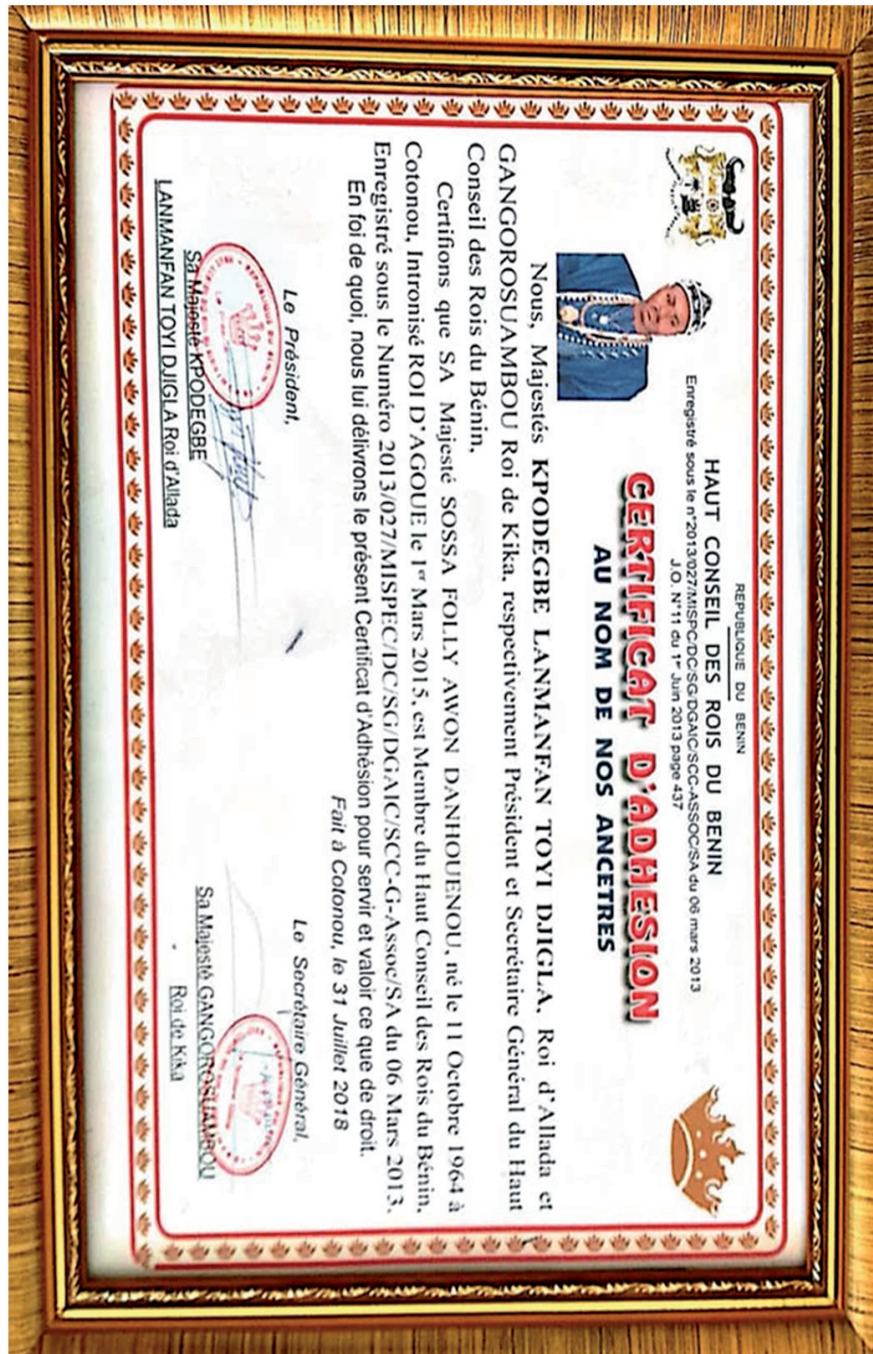 REPUBLIQUE DU BENIN
HAUT CONSEIL DES ROIS DU BENIN
Enregistré sous le n°2013/027/MISPC/DC/SG/DGAIC/SCC-ASSOC/SA du 06 mars 2013
J.O. N°11 du 1er Juin 2013 page 437
CERTIFICAT D'ADHESION
AU NOM DE NOS ANCETRES
Nous, Majestés KPODEGBE LANMANFAN TOYI DJIGLA, Roi d'Allada et
GANGOROSUAMBOU Roi de Kika, respectivement Président et Secrétaire Général du Haut
Conseil des Rois du Bénin,
Certifions que SA Majesté SOSSA FOLLY AWON DANHOUENOU, né le 11 Octobre 1964 à
Cotonou, Intronisé ROI D'AGOUE le 1er Mars 2015, est Membre du Haut Conseil des Rois du Bénin,
Enregistré sous le Numéro 2013/027/MISPEC/DC/SG/DGAIC/SCC-G-Assoc/SA du 06 Mars 2013.
En foi de quoi, nous lui délivrons le présent Certificat d'Adhésion pour servir et valoir ce que de droit.
Fait à Cotonou, le 31 Juillet 2018
Le Président,
Sa Majesté KPODEGBE
LANMANFAN TOYI DJIGLA Roi d'Allada
Le Secrétaire Général,
Sa Majesté GANGOROSUAMBOU
Roi de Kika